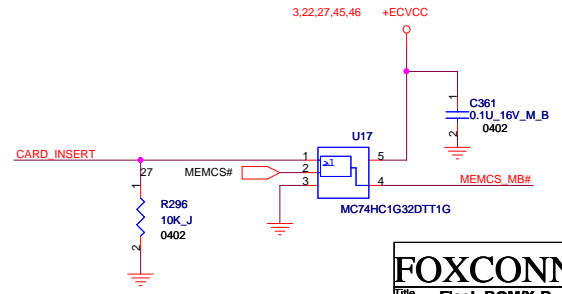 3,22,27,45,46 +ECVCC
1
C361
0.1U_16V_M_B
2 0402
U17
CARD_INSERT 1 ≥1 5
27 MEMCS# 2
3 4 MEMCS_MB#
1
R296 MC74HC1G32DTT1G
10K_J
0402
2
FOXCONN
Title